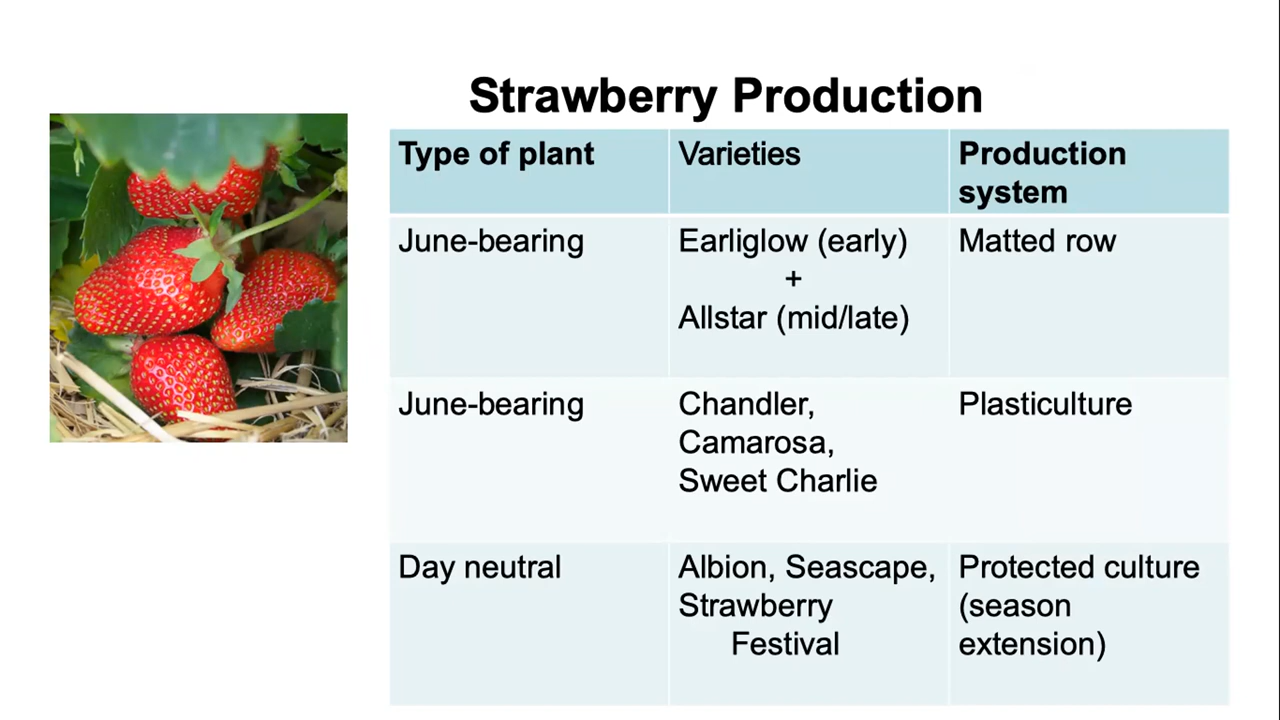 Strawberry Production
Type of plant
Varieties
Production
system
June-bearing
Earliglow (early)
+
Allstar (mid/late)
Matted row
June-bearing
Chandler,
Camarosa,
Sweet Charlie
Plasticulture
Day neutral
Albion, Seascape,
Strawberry
Festival
Protected culture
(season
extension)